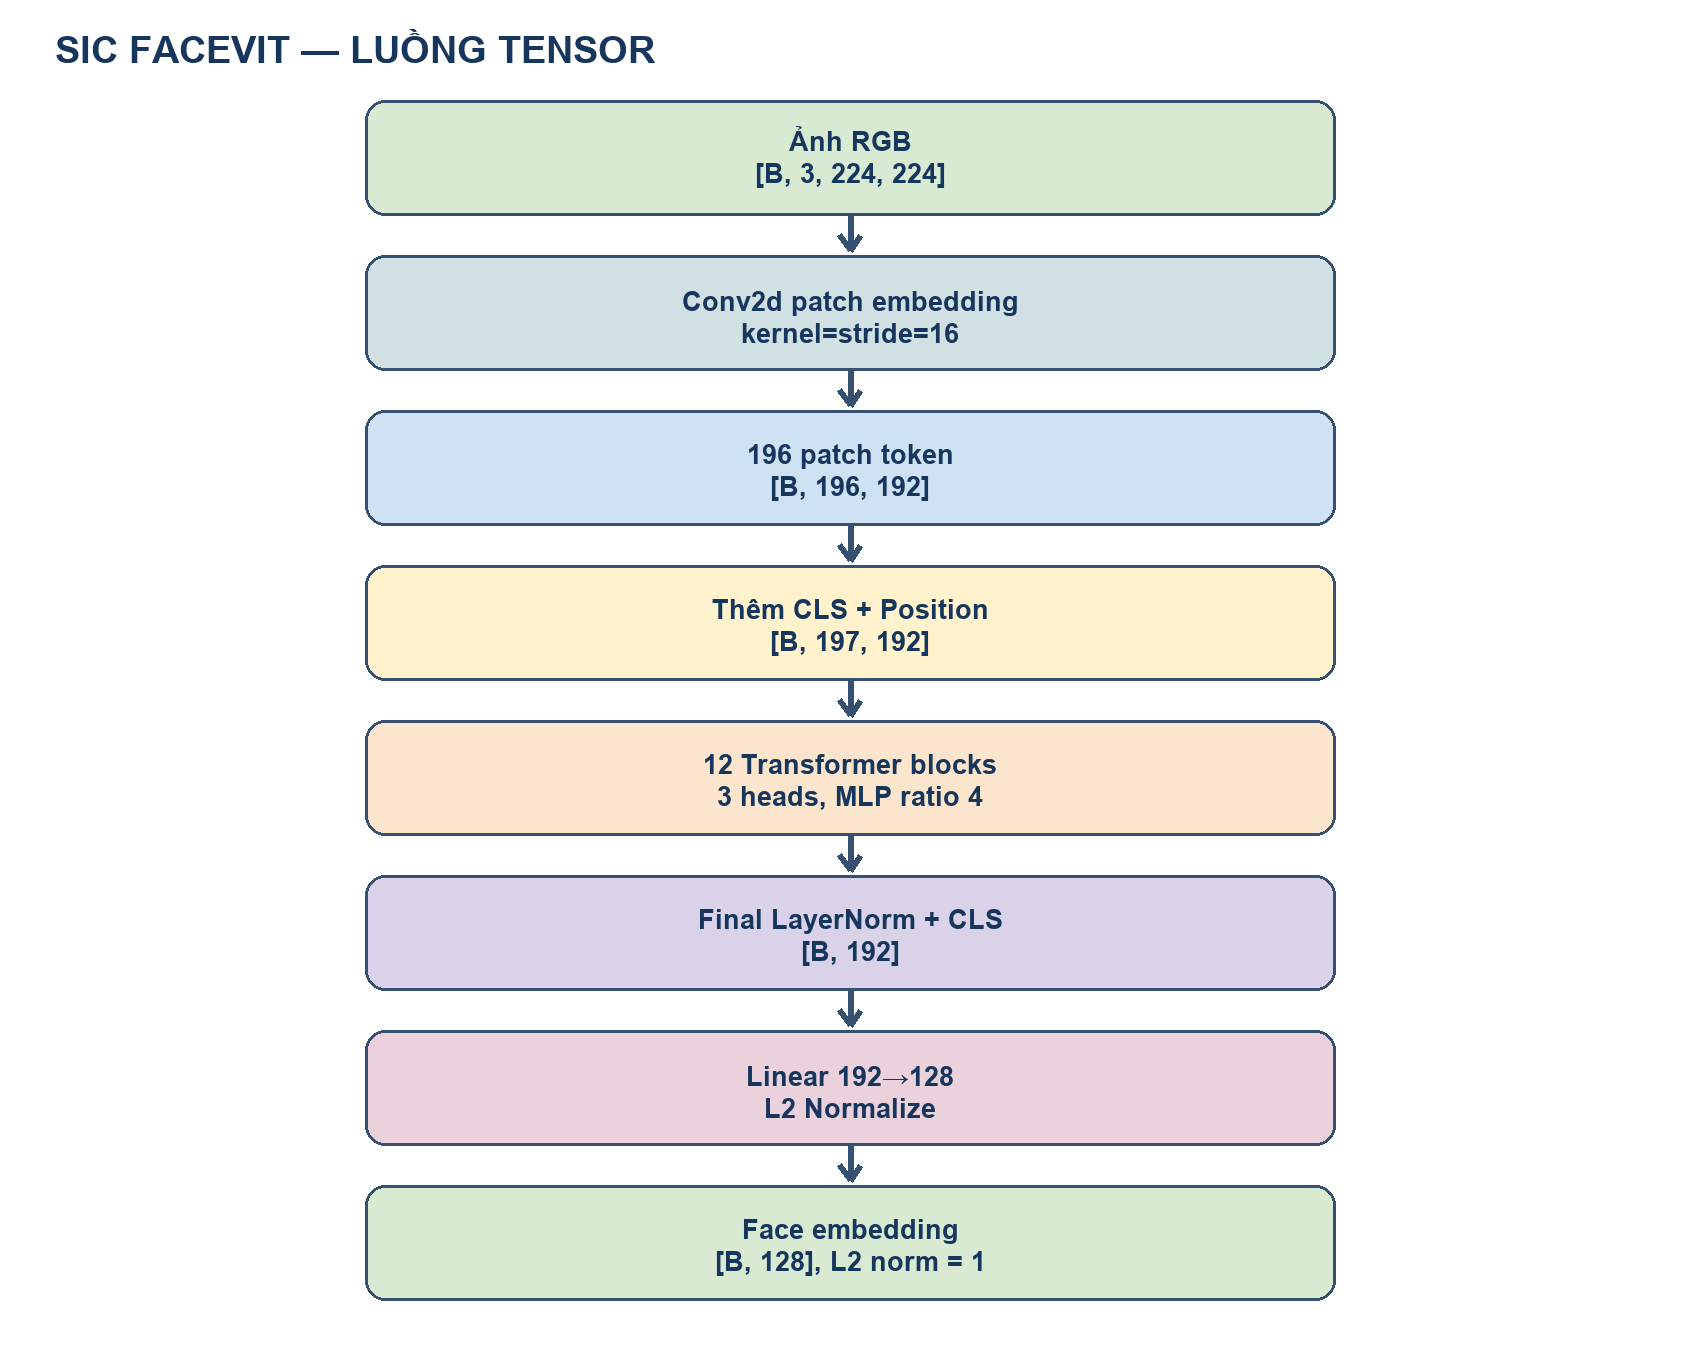 SIC FACEVIT — LUỒNG TENSOR
Ảnh RGB
[B, 3, 224, 224]
Conv2d patch embedding
kernel=stride=16
196 patch token
[B, 196, 192]
Thêm CLS + Position
[B, 197, 192]
12 Transformer blocks
3 heads, MLP ratio 4
Final LayerNorm + CLS
[B, 192]
Linear 192→128
L2 Normalize
Face embedding
[B, 128], L2 norm = 1